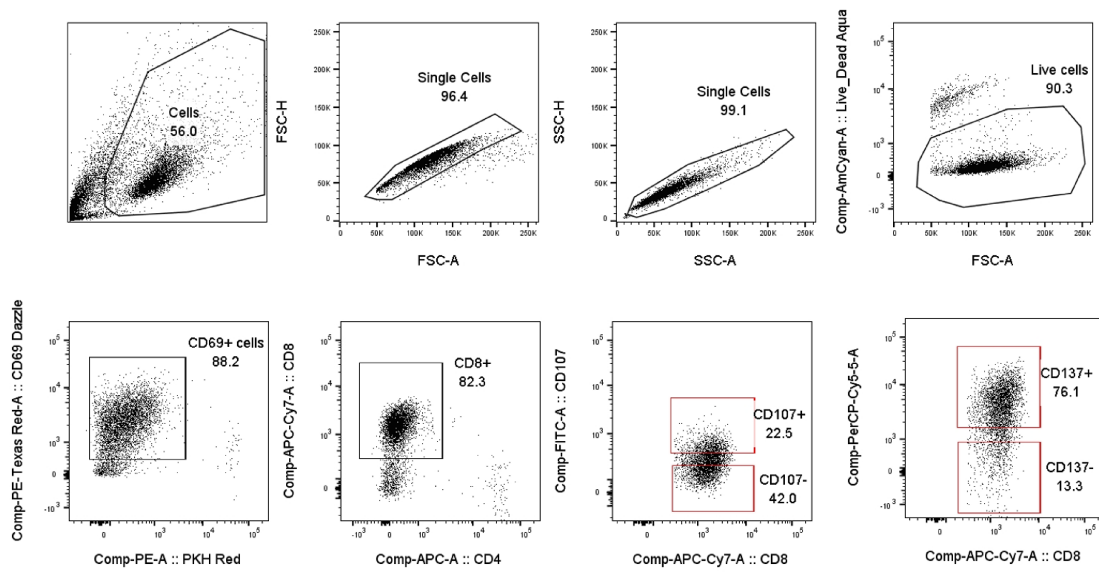 Cells
56.0
FSC-H
250K
200K
150K
100K
50K
0
Single Cells
96.4
0
50K
100K
150K
200K
250K
FSC-A
SSC-H
250K
200K
150K
100K
50K
0
Single Cells
99.1
0
50K
100K
150K
200K
250K
SSC-A
Comp-AmCyan-A :: Live_Dead Aqua
10^5
10^4
10^3
0
-10^3
Live cells
90.3
0
50K
100K
150K
200K
250K
FSC-A
Comp-PE-Texas Red-A :: CD69 Dazzle
10^5
10^4
10^3
0
-10^3
CD69+ cells
88.2
0
10^3
10^4
10^5
Comp-PE-A :: PKH Red
Comp-APC-Cy7-A :: CD8
10^5
10^4
10^3
0
-10^3
CD8+
82.3
-10^3
0
10^3
10^4
10^5
Comp-APC-A :: CD4
Comp-FITC-A :: CD107
10^5
10^4
10^3
0
CD107+
22.5
CD107-
42.0
0
10^3
10^4
10^5
Comp-APC-Cy7-A :: CD8
Comp-PerCP-Cy5-5-A
10^5
10^4
10^3
0
-10^3
CD137+
76.1
CD137-
13.3
0
10^3
10^4
10^5
Comp-APC-Cy7-A :: CD8